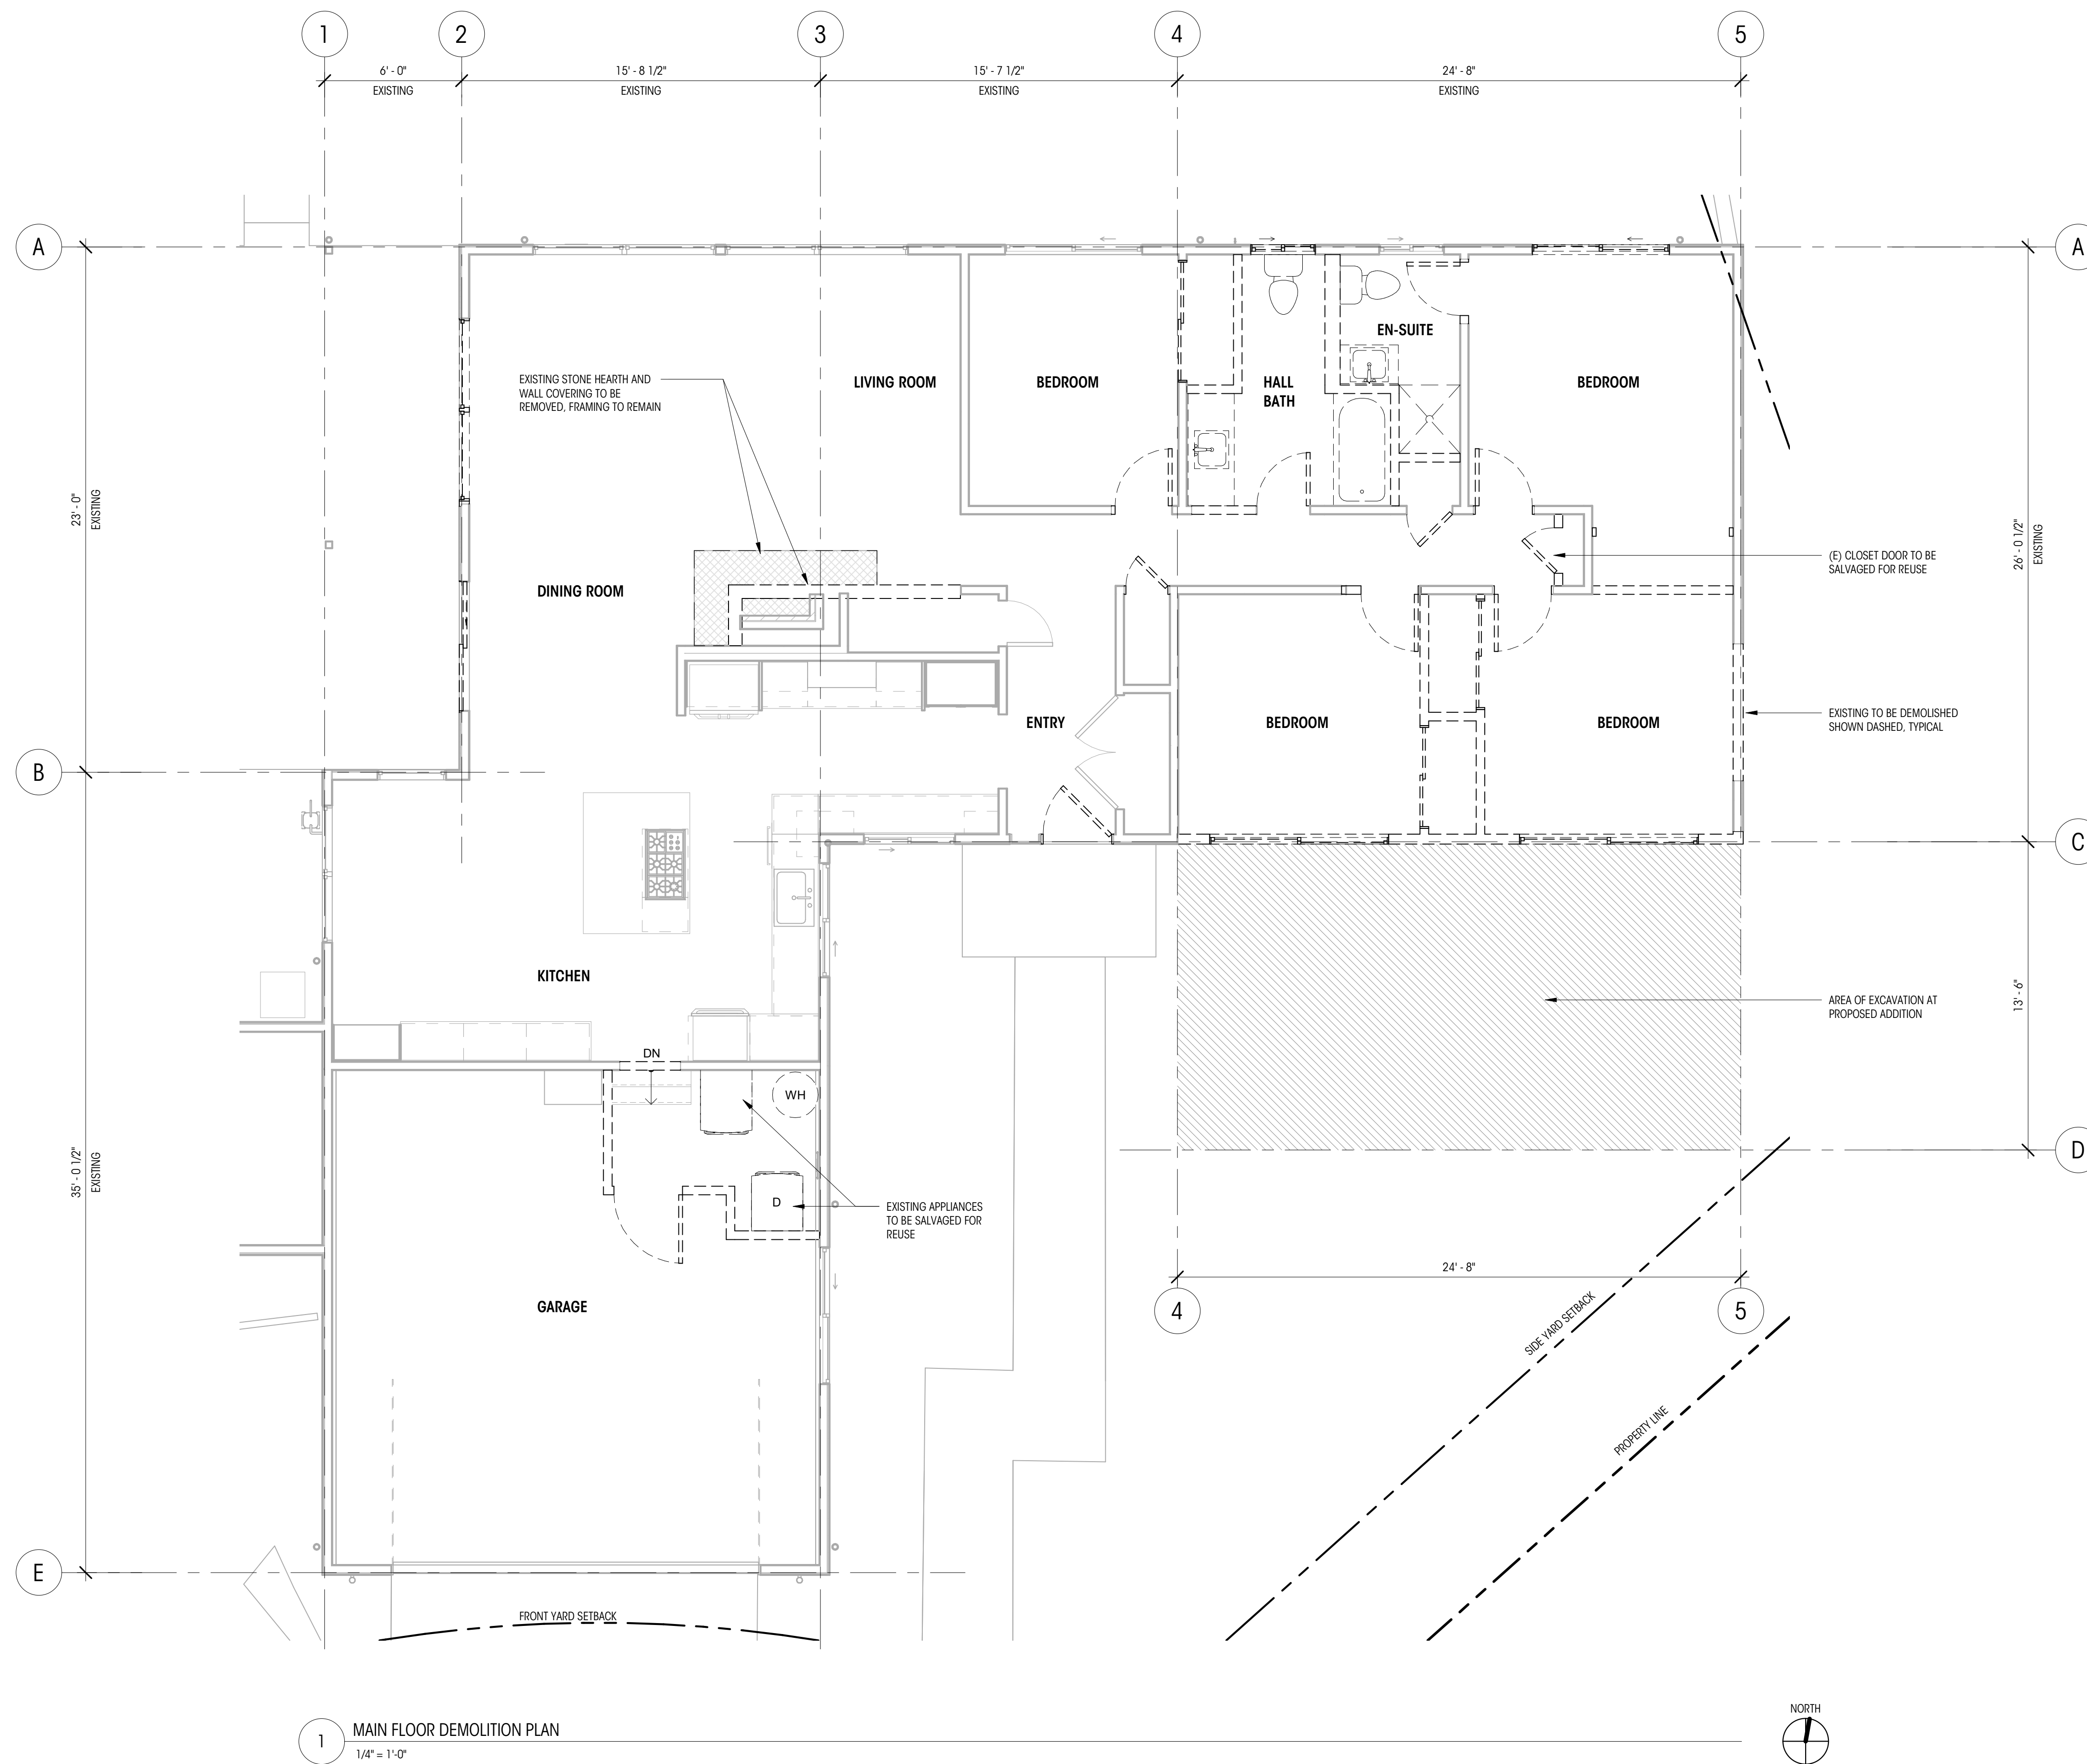 1
2
3
4
5
6' - 0"
15' - 8 1/2"
15' - 7 1/2"
24' - 8"
EXISTING
EXISTING
EXISTING
EXISTING
A
A
EN-SUITE
EXISTING STONE HEARTH AND
WALL COVERING TO BE
REMOVED, FRAMING TO REMAIN
LIVING ROOM
BEDROOM
HALL
BATH
BEDROOM
23' - 0"
EXISTING
26' - 0 1/2"
EXISTING
(E) CLOSET DOOR TO BE
SALVAGED FOR REUSE
DINING ROOM
ENTRY
BEDROOM
BEDROOM
EXISTING TO BE DEMOLISHED
SHOWN DASHED, TYPICAL
B
C
KITCHEN
AREA OF EXCAVATION AT
PROPOSED ADDITION
13' - 6"
DN
WH
D
35' - 0 1/2"
EXISTING
D
EXISTING APPLIANCES
TO BE SALVAGED FOR
REUSE
24' - 8"
GARAGE
4
5
SIDE YARD SETBACK
PROPERTY LINE
E
FRONT YARD SETBACK
NORTH
1
MAIN FLOOR DEMOLITION PLAN
1/4" = 1'-0"